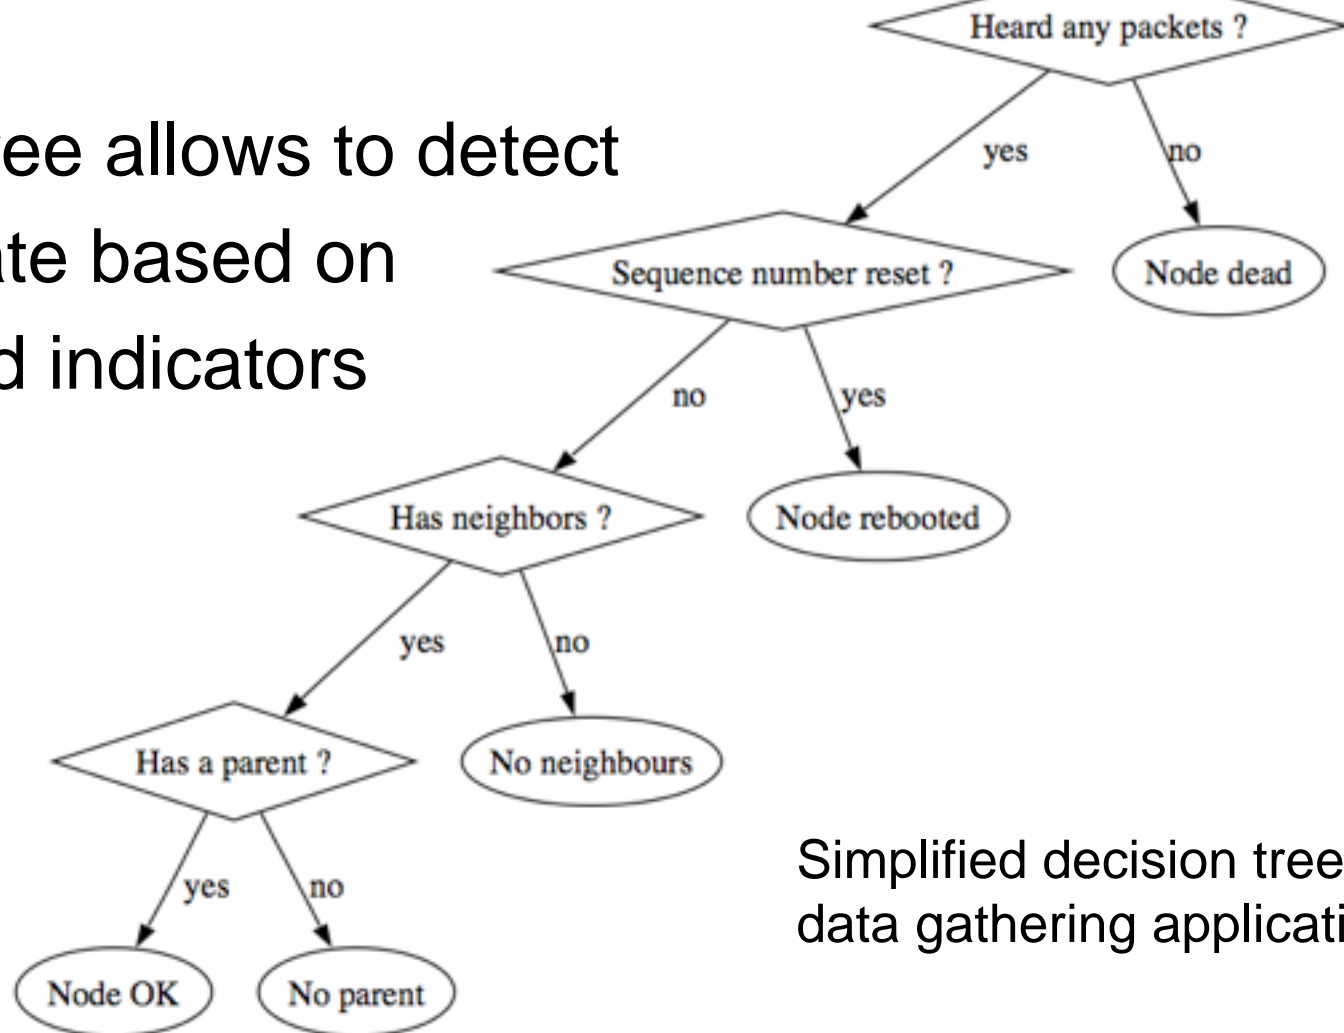 Heard any packets ?
ee allows to detect
yes
no
ate based on
Sequence number reset ?
Node dead
d indicators
no
yes
Has neighbors ?
Node rebooted
yes
no
Has a parent ?
No neighbours
Simplified decision tree
data gathering applicati
yes
no
Node OK
No parent